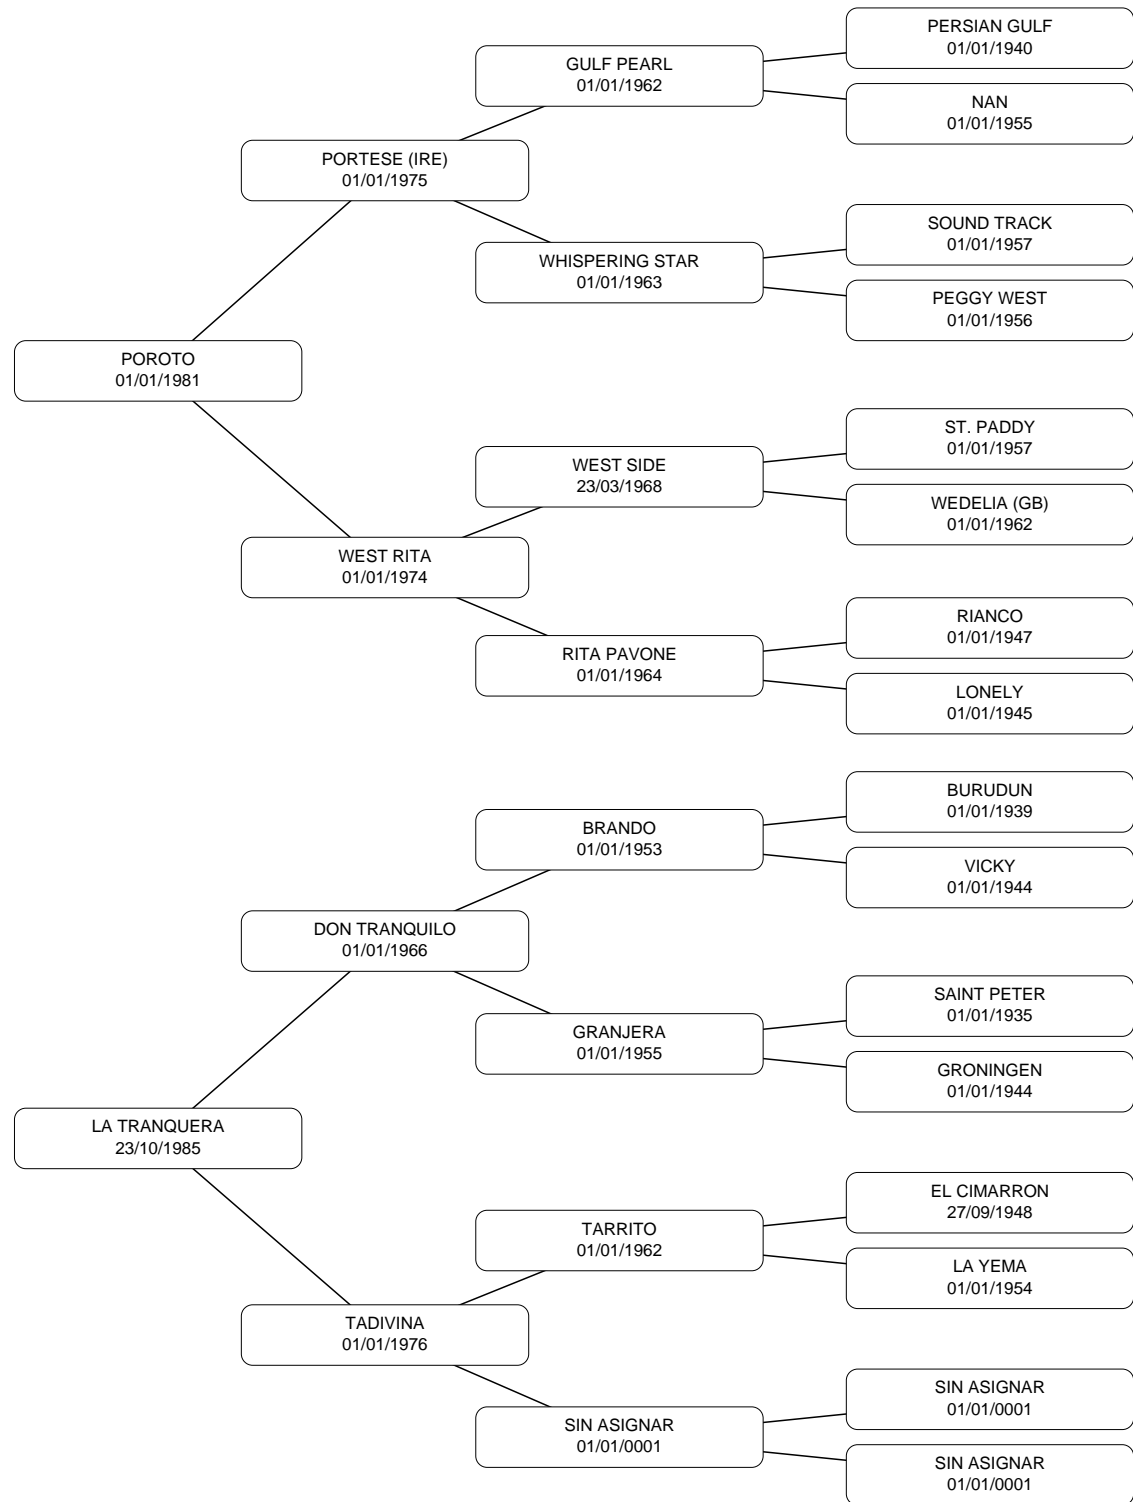 PERSIAN GULF
01/01/1940
GULF PEARL
01/01/1962
NAN
01/01/1955
PORTESE (IRE)
01/01/1975
SOUND TRACK
01/01/1957
WHISPERING STAR
01/01/1963
PEGGY WEST
01/01/1956
POROTO
01/01/1981
ST. PADDY
01/01/1957
WEST SIDE
23/03/1968
WEDELIA (GB)
01/01/1962
WEST RITA
01/01/1974
RIANCO
01/01/1947
RITA PAVONE
01/01/1964
LONELY
01/01/1945
BURUDUN
01/01/1939
BRANDO
01/01/1953
VICKY
01/01/1944
DON TRANQUILO
01/01/1966
SAINT PETER
01/01/1935
GRANJERA
01/01/1955
GRONINGEN
01/01/1944
LA TRANQUERA
23/10/1985
EL CIMARRON
27/09/1948
TARRITO
01/01/1962
LA YEMA
01/01/1954
TADIVINA
01/01/1976
SIN ASIGNAR
01/01/0001
SIN ASIGNAR
01/01/0001
SIN ASIGNAR
01/01/0001